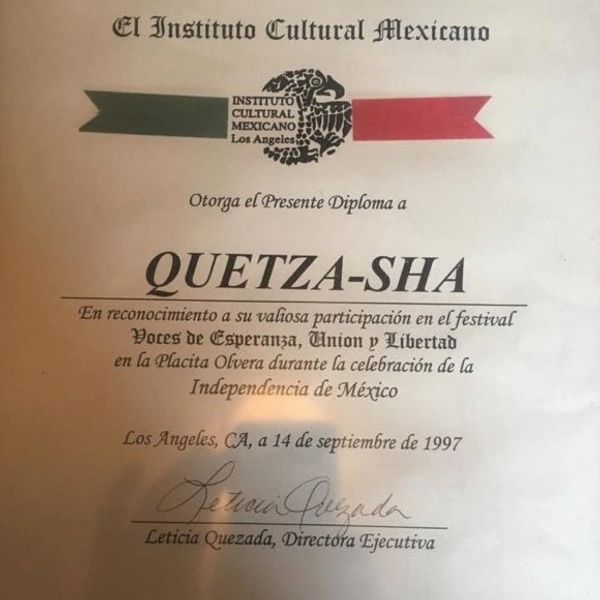 El Instituto Cultural Mexicano
INSTITUTO
CULTURAL
MEXICANO
Los Angeles
Otorga el Presente Diploma a
QUETZA-SHA
En reconocimiento a su valiosa participación en el festival
Voces de Esperanza, Union y Libertad
en la Placita Olvera durante la celebración de la
Independencia de México
Los Angeles, CA, a 14 de septiembre de 1997
Leticia Quezada
Leticia Quezada, Directora Ejecutiva